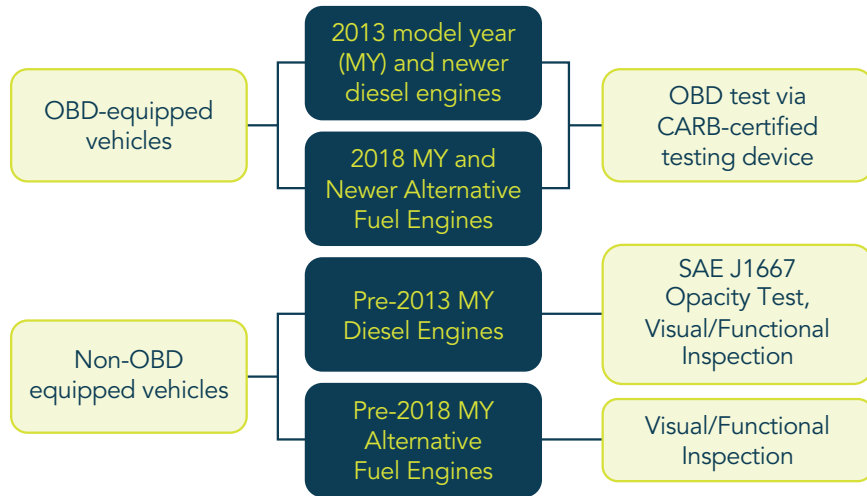 OBD-equipped
vehicles
2013 model year
(MY) and newer
diesel engines
2018 MY and
Newer Alternative
Fuel Engines
OBD test via
CARB-certified
testing device
Non-OBD
equipped vehicles
Pre-2013 MY
Diesel Engines
SAE J1667
Opacity Test,
Visual/Functional
Inspection
Pre-2018 MY
Alternative
Fuel Engines
Visual/Functional
Inspection